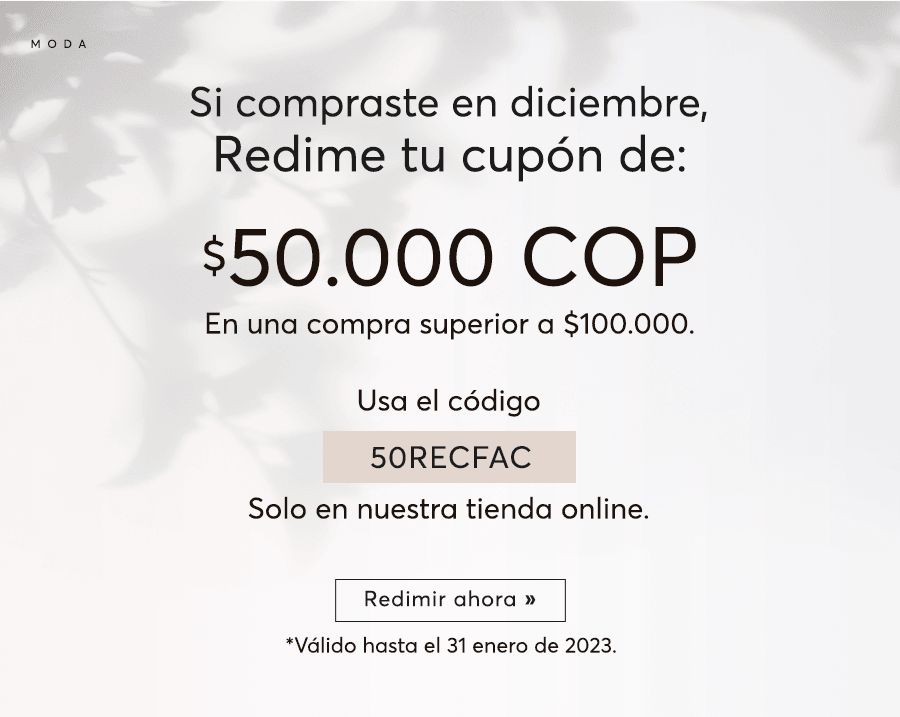 MODA
Si compraste en diciembre,
Redime tu cupón de:
$50.000 COP
En una compra superior a $100.000.
Usa el código
50RECFAC
Solo en nuestra tienda online.
Redimir ahora »
*Válido hasta el 31 enero de 2023.